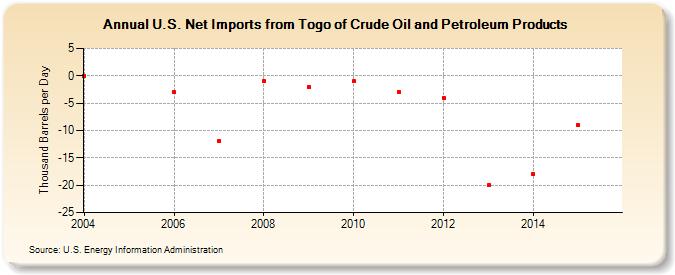 Annual U.S. Net Imports from Togo of Crude Oil and Petroleum Products
Thousand Barrels per Day
5
0
-5
-10
-15
-20
-25
2004 2006 2008 2010 2012 2014
Source: U.S. Energy Information Administration